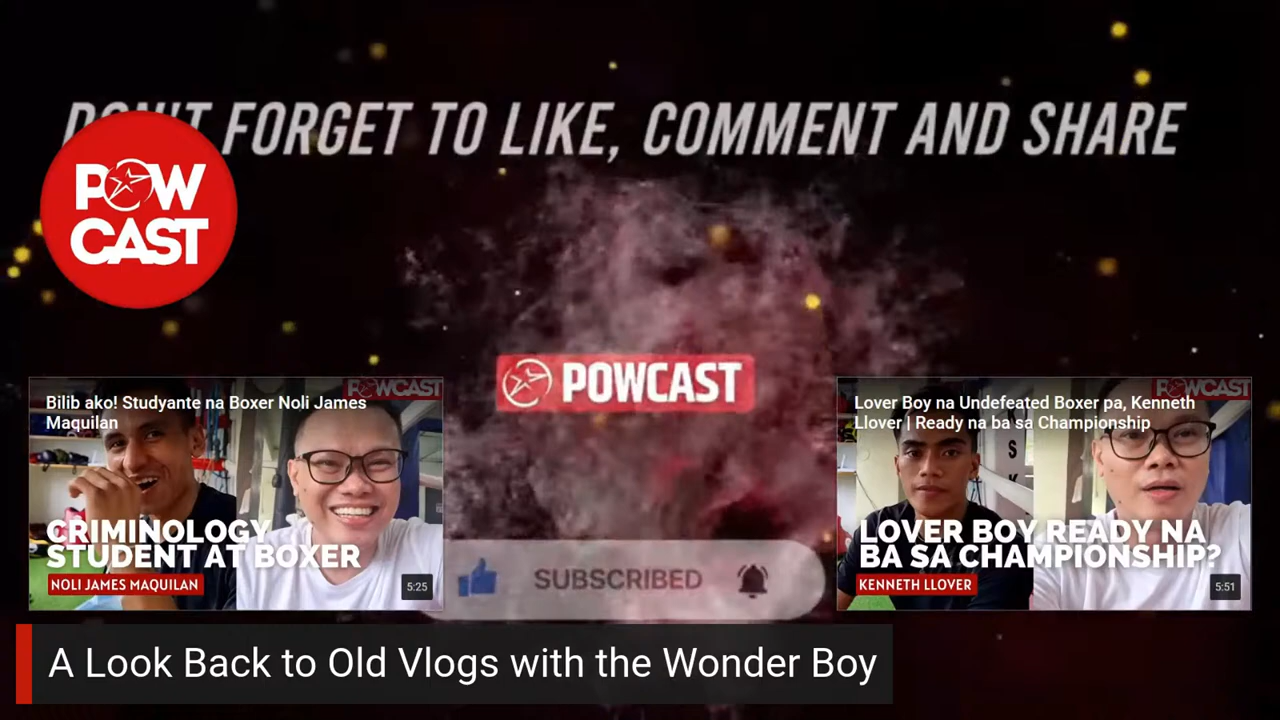 DON'T FORGET TO LIKE, COMMENT AND SHARE
POW
CAST
POWCAST
POWCAST
Bilib ako! Studyante na Boxer Noli James
Maquilan
CRIMINOLOGY
STUDENT AT BOXER
NOLI JAMES MAQUILAN
5:25
POWCAST
Lover Boy na Undefeated Boxer pa, Kenneth
Llover | Ready na ba sa Championship
S
K
LOVER BOY READY NA
BA SA CHAMPIONSHIP?
KENNETH LLOVER
5:51
SUBSCRIBED
A Look Back to Old Vlogs with the Wonder Boy